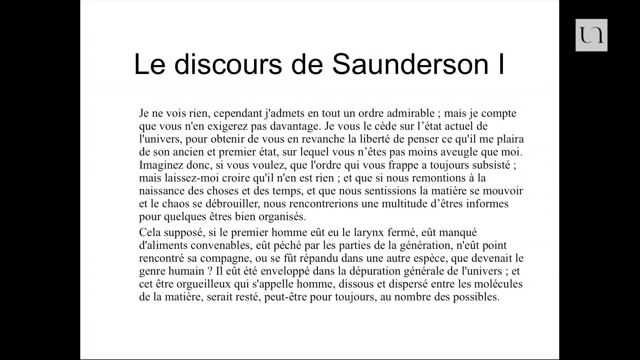 Le discours de Saunderson I
Je ne vois rien, cependant j'admets en tout un ordre admirable ; mais je compte
que vous n'en exigerez pas davantage. Je vous le cède sur l’état actuel de
l'univers, pour obtenir de vous en revanche la liberté de penser ce qu'il me plaira
de son ancien et premier état, sur lequel vous n’êtes pas moins aveugle que moi.
Imaginez donc, si vous voulez, que l'ordre qui vous frappe a toujours subsisté ;
mais laissez-moi croire qu'il n'en est rien ; et que si nous remontions à la
naissance des choses et des temps, et que nous sentissions la matière se mouvoir
et le chaos se débrouiller, nous rencontrerions une multitude d’êtres informes
pour quelques êtres bien organisés.
Cela supposé, si le premier homme eût eu le larynx fermé, eût manqué
d'aliments convenables, eût péché par les parties de la génération, n'eût point
rencontré sa compagne, ou se fût répandu dans une autre espèce, que devenait le
genre humain ? Il eût été enveloppé dans la dépuration générale de l'univers ; et
cet être orgueilleux qui s'appelle homme, dissous et dispersé entre les molécules
de la matière, serait resté, peut-être pour toujours, au nombre des possibles.